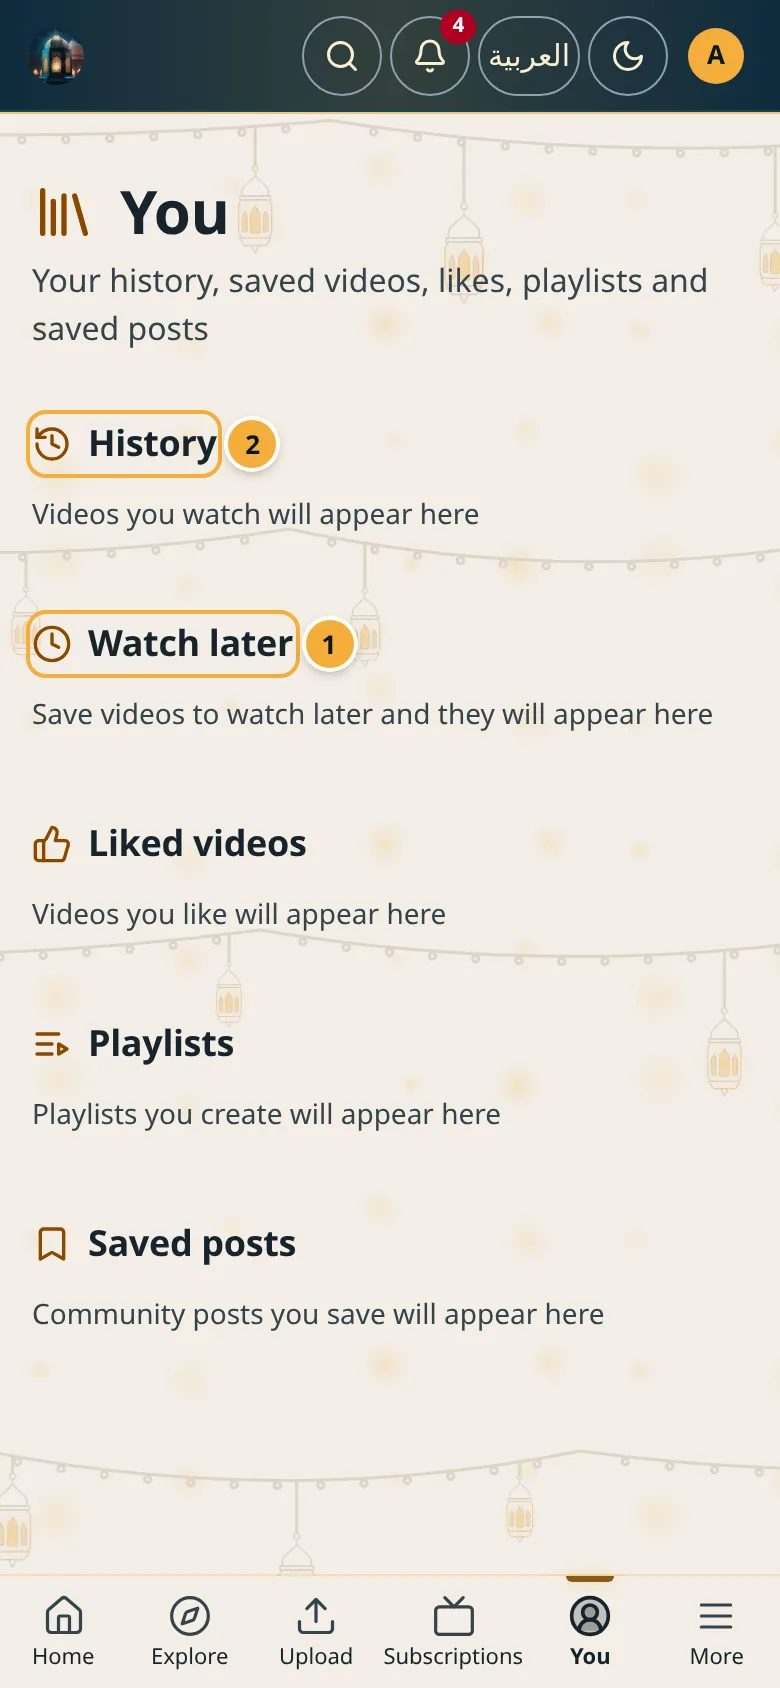 4
العربية
A
You
Your history, saved videos, likes, playlists and
saved posts
History 2
Videos you watch will appear here
Watch later 1
Save videos to watch later and they will appear here
Liked videos
Videos you like will appear here
Playlists
Playlists you create will appear here
Saved posts
Community posts you save will appear here
Home Explore Upload Subscriptions You More